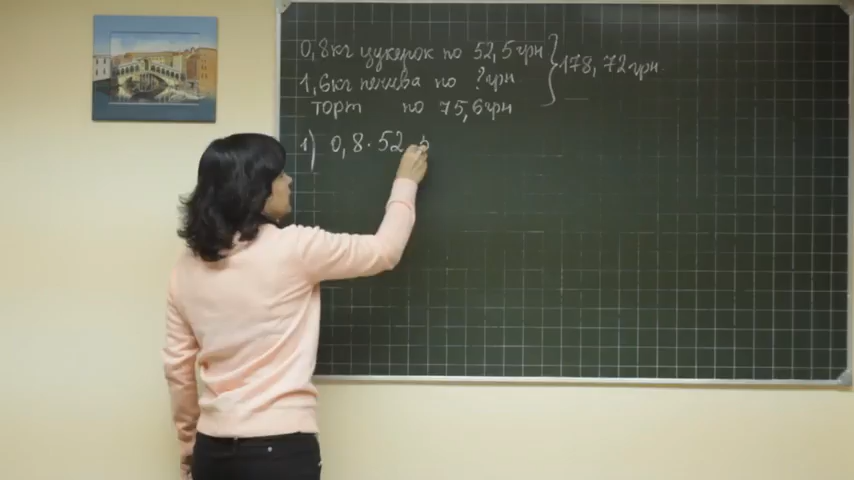 0,8кг цукерок по 52,5грн
1,6кг печива по ?грн } 178,72грн
торт по 75,6грн
1) 0,8·52,5